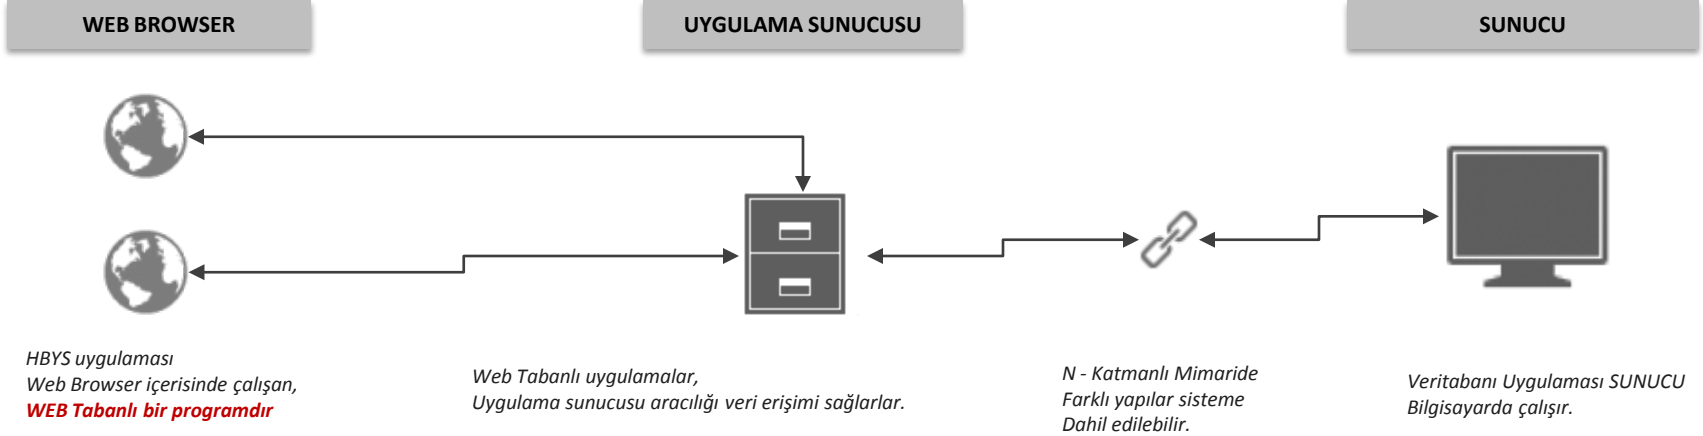 WEB BROWSER
UYGULAMA SUNUCUSU
SUNUCU
HBYS uygulaması
Web Browser içerisinde çalışan,
WEB Tabanlı bir programdır
Web Tabanlı uygulamalar,
Uygulama sunucusu aracılığı veri erişimi sağlarlar.
N - Katmanlı Mimaride
Farklı yapılar sisteme
Dahil edilebilir.
Veritabanı Uygulaması SUNUCU
Bilgisayarda çalışır.